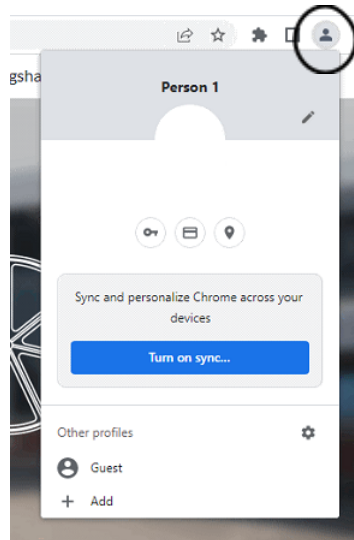 gsha
Person 1
Sync and personalize Chrome across your
devices
Turn on sync...
Other profiles
Guest
Add